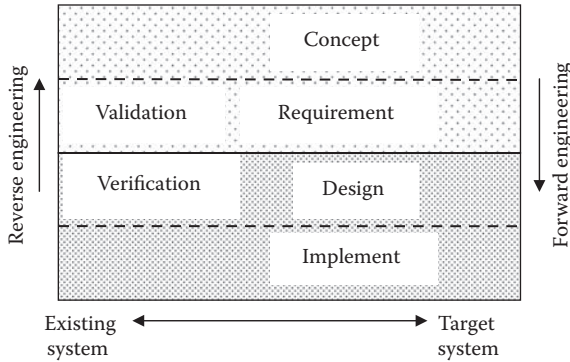 Concept
Validation
Requirement
Verification
Design
Implement
Reverse engineering
Forward engineering
Existing
system
Target
system